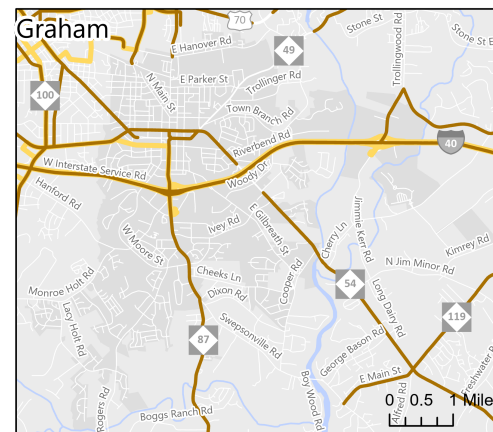 Graham
70
Stone St
E Hanover Rd
49
Trollingwood Rd
Stone St E
N Main St
E Parker St
Trollinger Rd
100
Town Branch Rd
Riverbend Rd
40
W Interstate Service Rd
Woody Dr
Hanford Rd
Jimmie Kerr Rd
E Gilbreath St
Ivey Rd
Cherry Ln
W Moore St
Kimrey Rd
N Jim Minor Rd
Cheeks Ln
Cooper Rd
54
Monroe Holt Rd
Dixon Rd
Long Dairy Rd
119
Lacy Holt Rd
Swepsonville Rd
87
George Bason Rd
E Main St
Boy Wood Rd
Rogers Rd
Boggs Ranch Rd
Alfred Rd
0 0.5 1 Mile